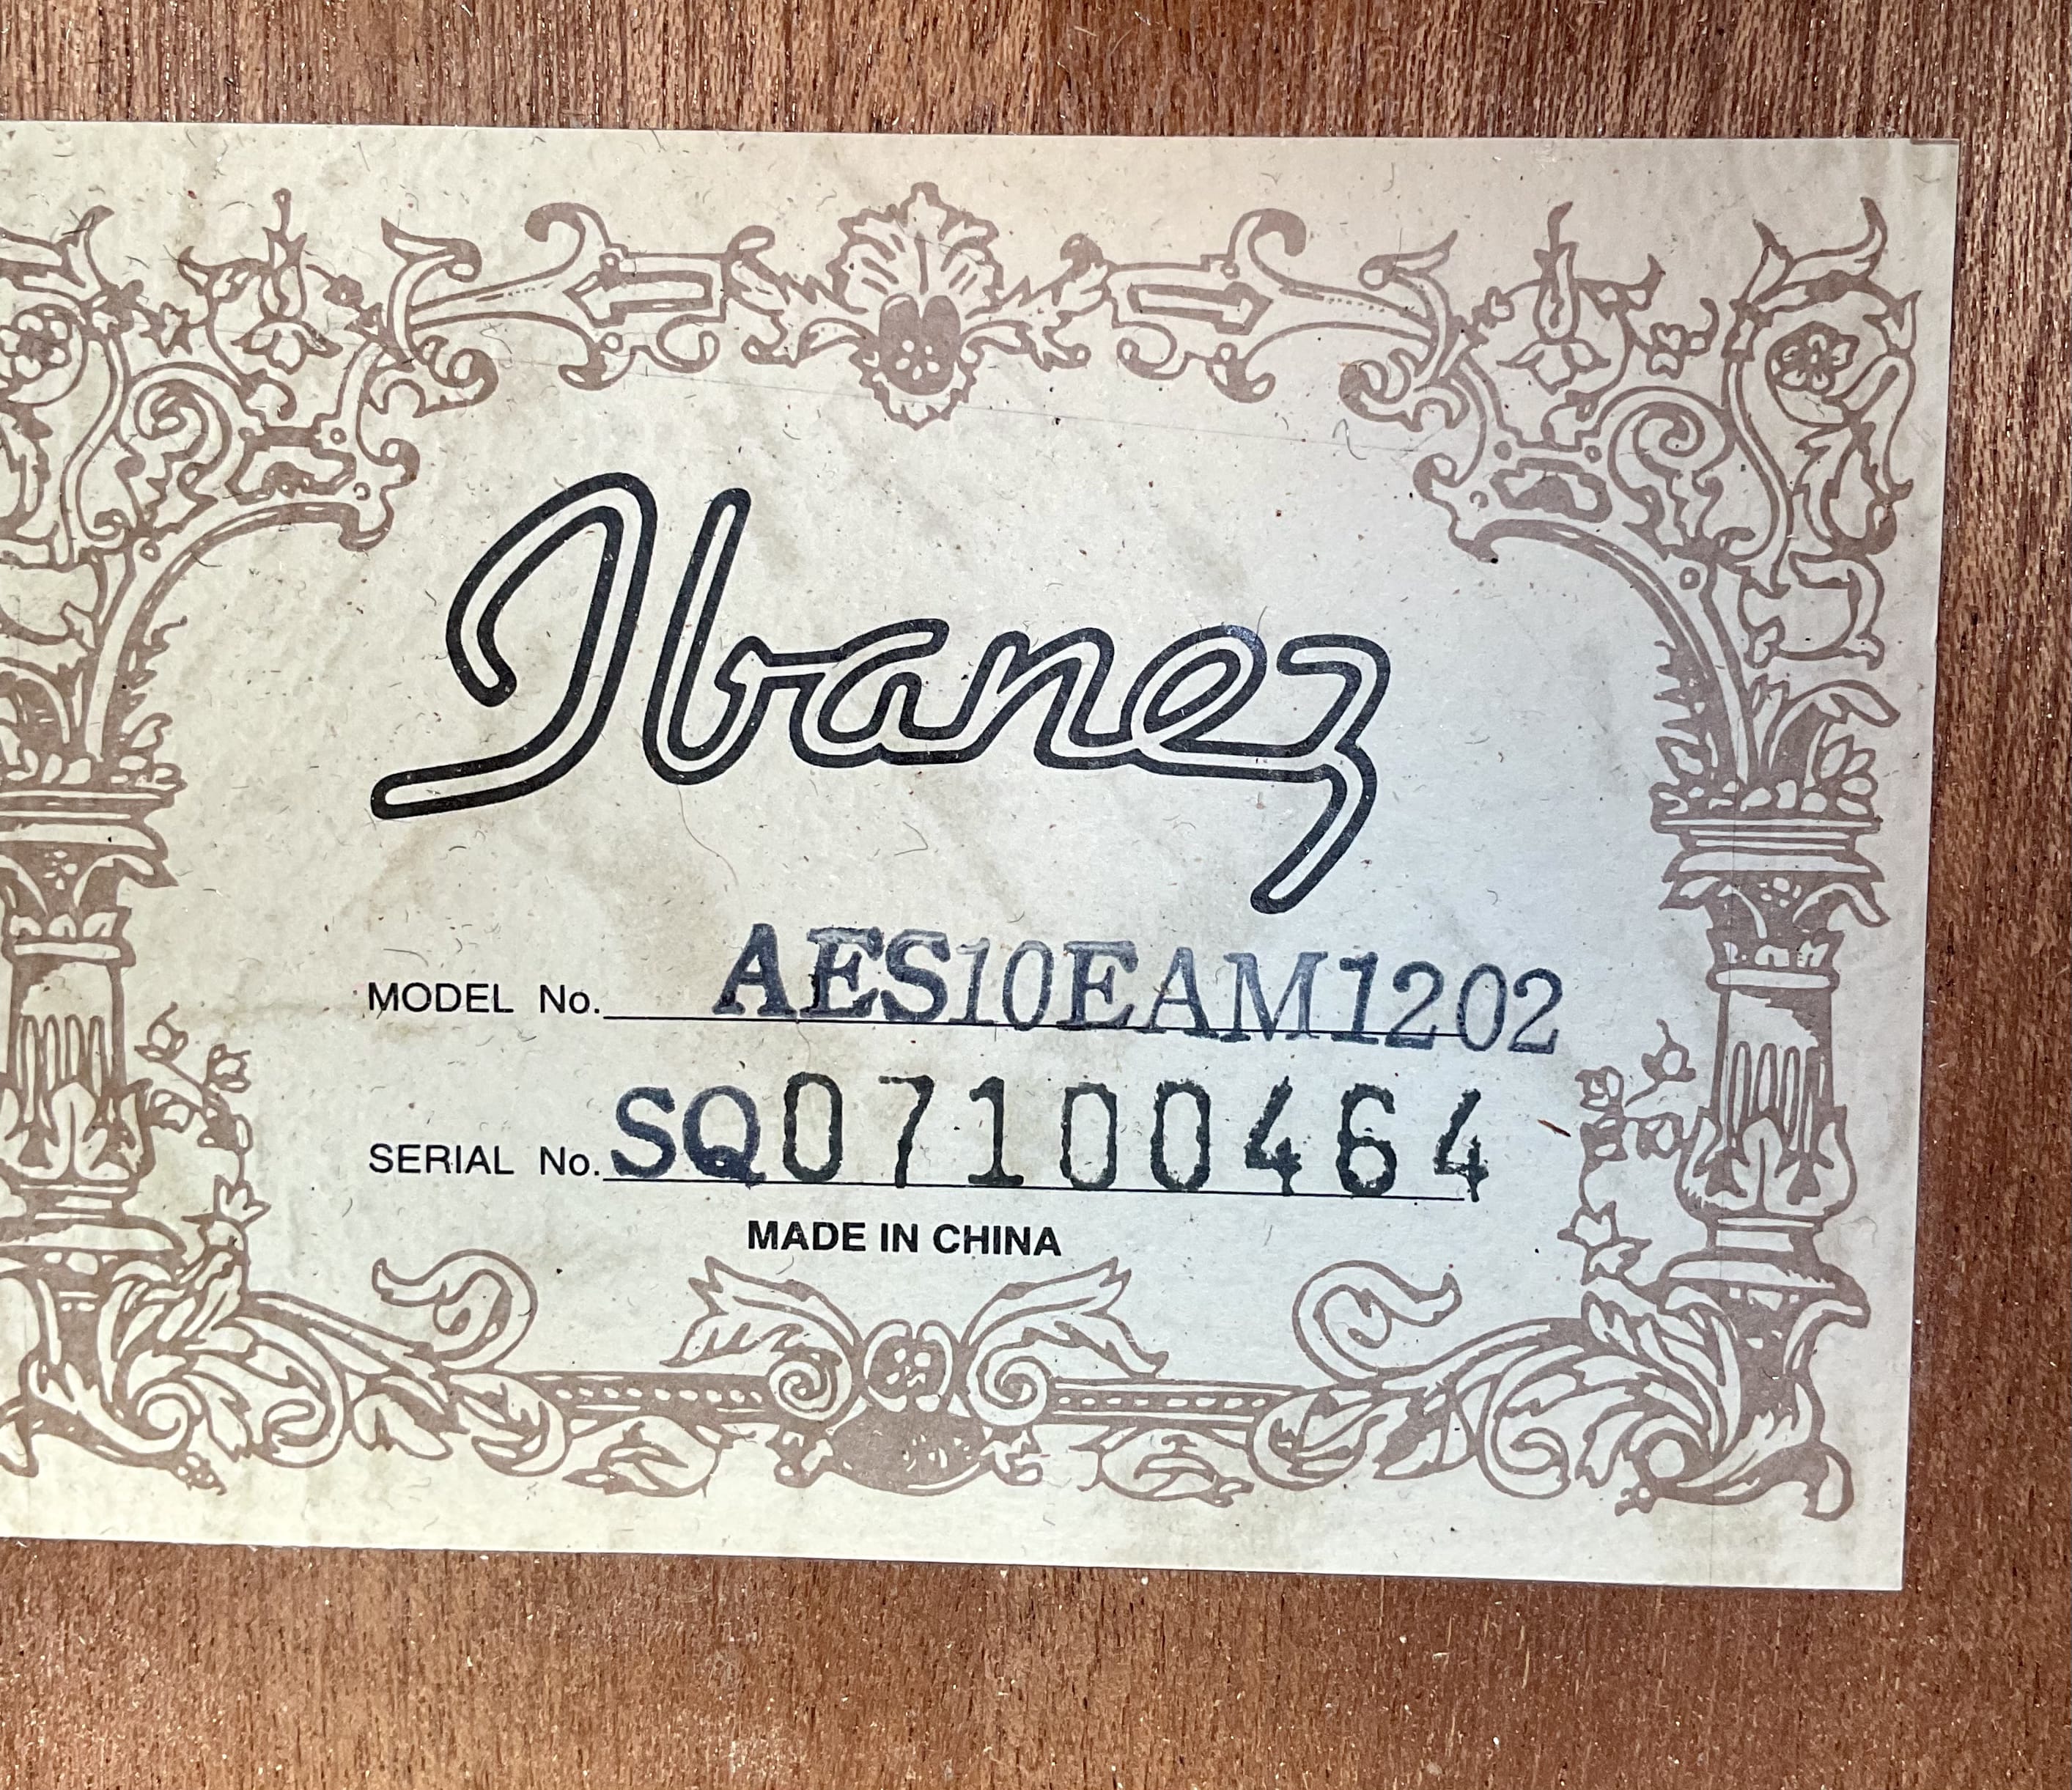 Ibanez
MODEL No. AES10EAM1202
SERIAL No. SQ07100464
MADE IN CHINA